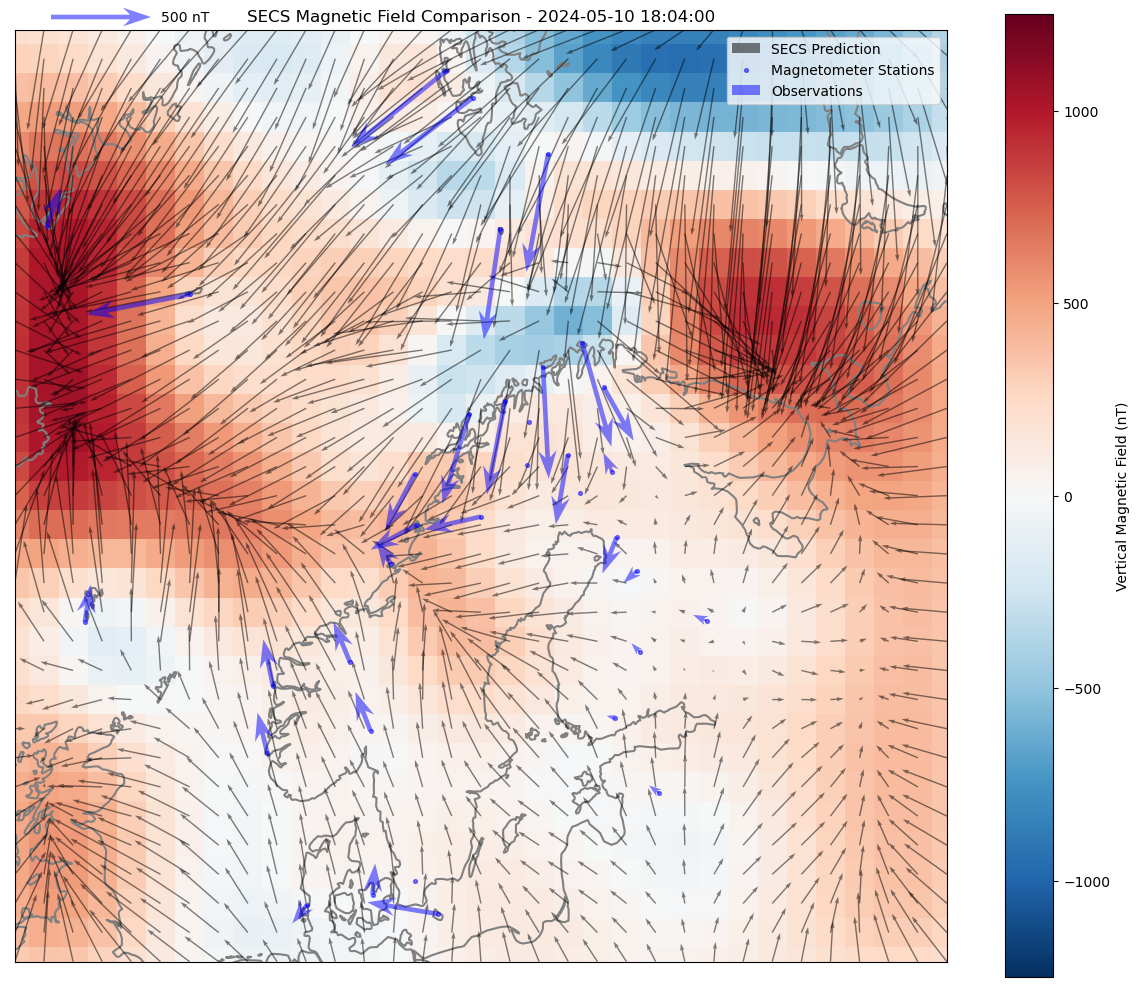 500 nT
SECS Magnetic Field Comparison - 2024-05-10 18:04:00
SECS Prediction
Magnetometer Stations
Observations
1000
500
0
−500
−1000
Vertical Magnetic Field (nT)